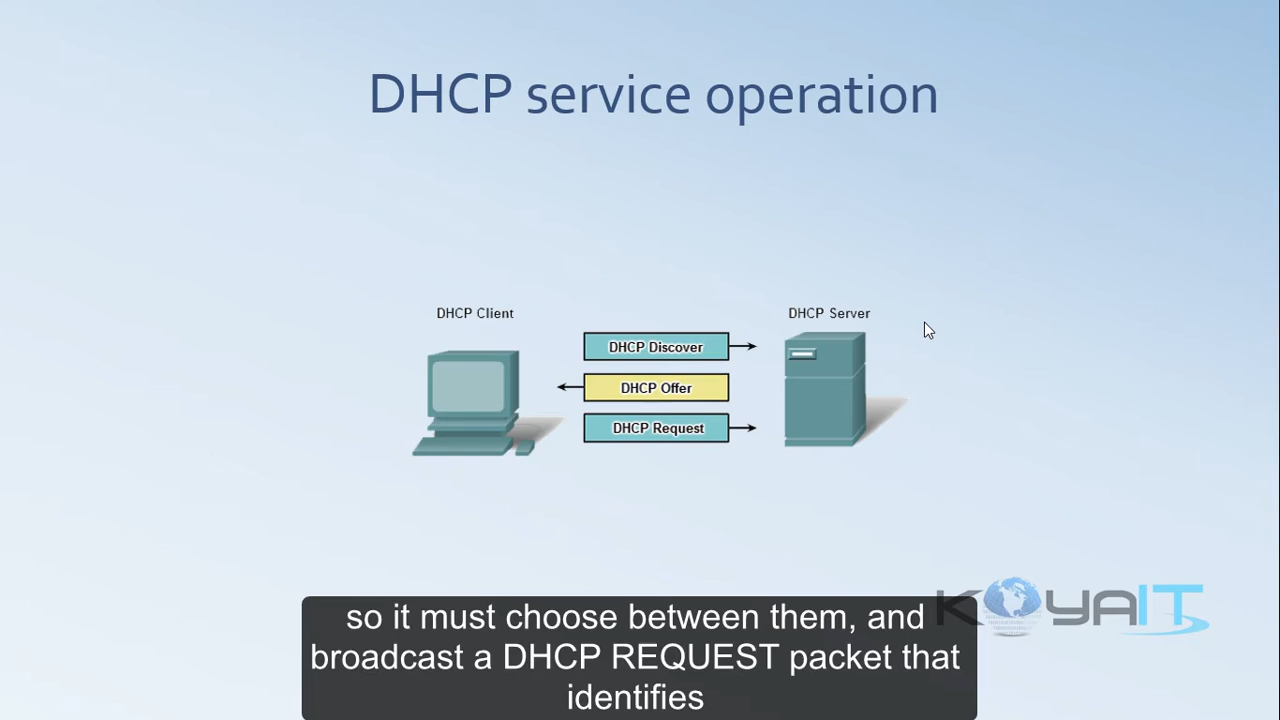 DHCP service operation
DHCP Client
DHCP Server
DHCP Discover
DHCP Offer
DHCP Request
KOYAIT
so it must choose between them, and
broadcast a DHCP REQUEST packet that
identifies